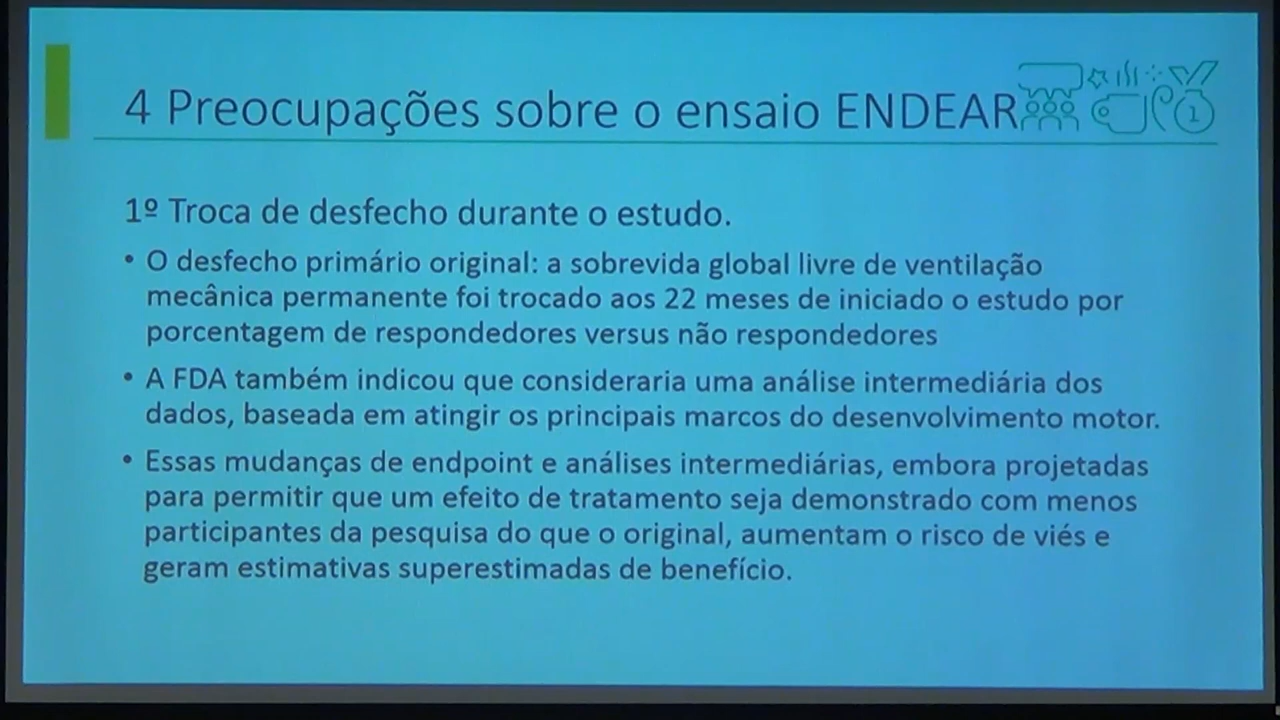 4 Preocupações sobre o ensaio ENDEAR
1
1º Troca de desfecho durante o estudo.
• O desfecho primário original: a sobrevida global livre de ventilação
mecânica permanente foi trocado aos 22 meses de iniciado o estudo por
porcentagem de respondedores versus não respondedores
• A FDA também indicou que consideraria uma análise intermediária dos
dados, baseada em atingir os principais marcos do desenvolvimento motor.
• Essas mudanças de endpoint e análises intermediárias, embora projetadas
para permitir que um efeito de tratamento seja demonstrado com menos
participantes da pesquisa do que o original, aumentam o risco de viés e
geram estimativas superestimadas de benefício.